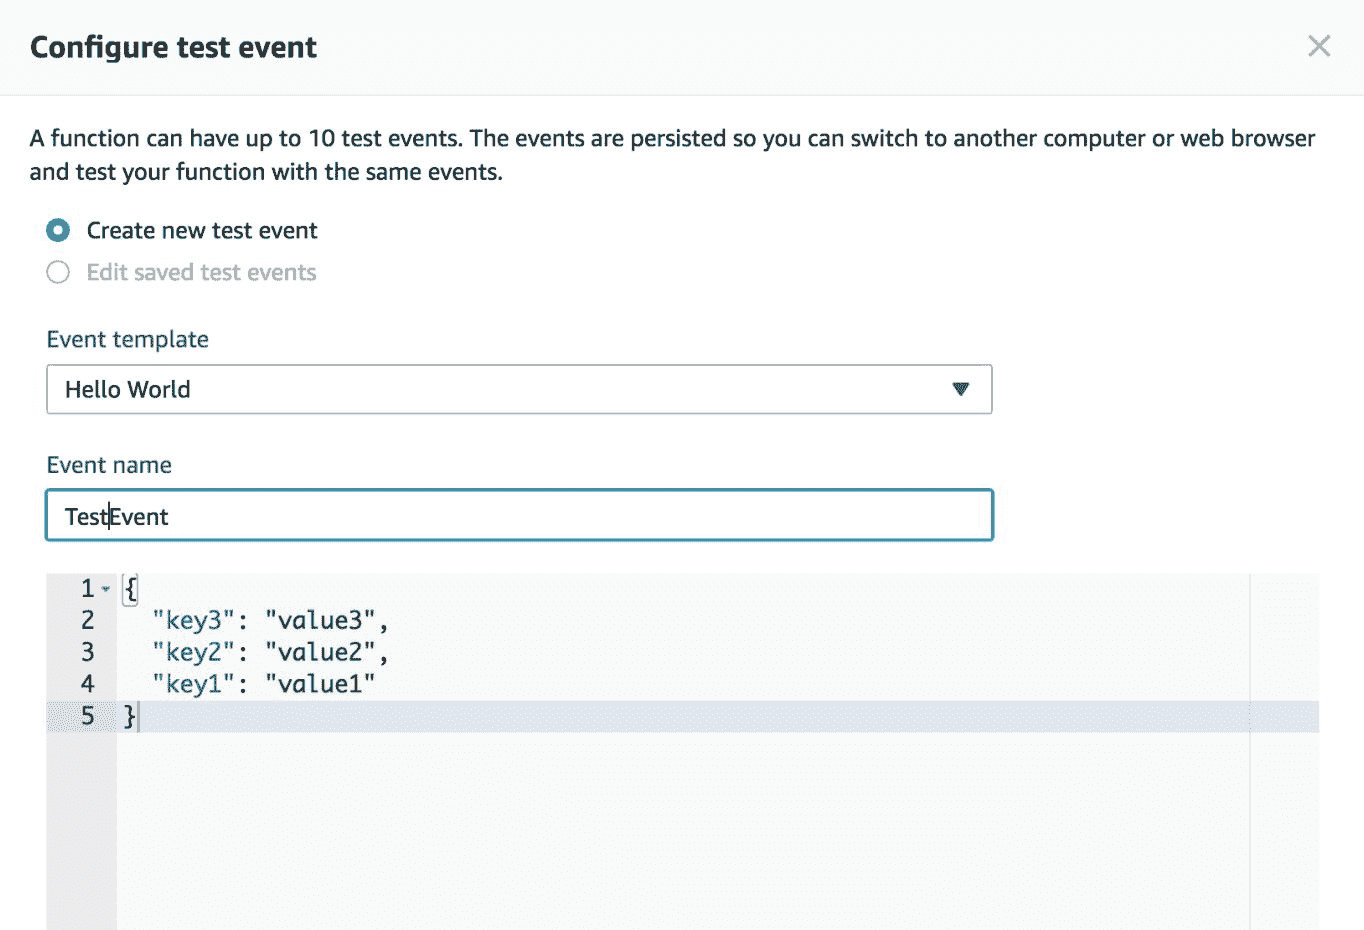 Configure test event
A function can have up to 10 test events. The events are persisted so you can switch to another computer or web browser
and test your function with the same events.
Create new test event
Edit saved test events
Event template
Hello World
Event name
TestEvent
1 {
2 "key3": "value3",
3 "key2": "value2",
4 "key1": "value1"
5 }